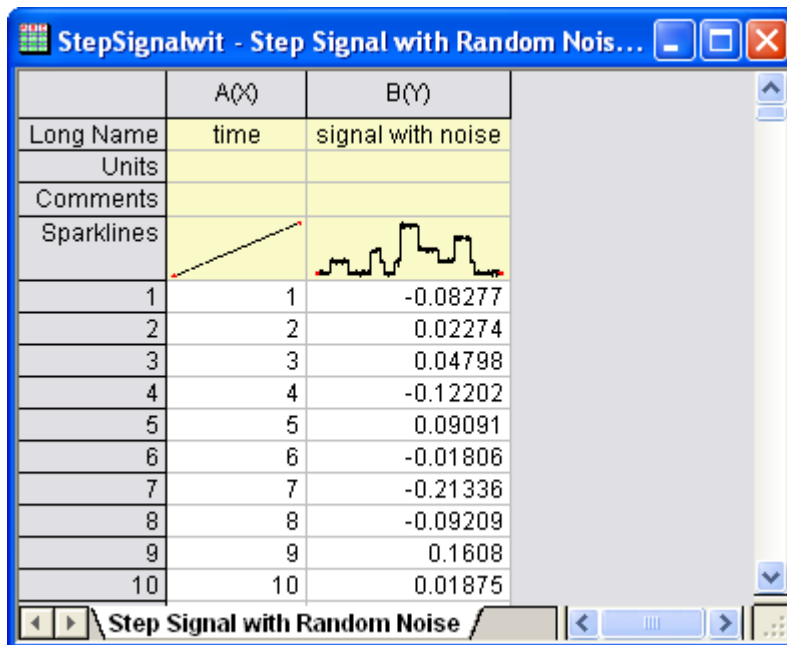 StepSignalwit - Step Signal with Random Nois...
A(X) B(Y)
Long Name time signal with noise
Units
Comments
Sparklines
1 1 -0.08277
2 2 0.02274
3 3 0.04798
4 4 -0.12202
5 5 0.09091
6 6 -0.01806
7 7 -0.21336
8 8 -0.09209
9 9 0.1608
10 10 0.01875
Step Signal with Random Noise